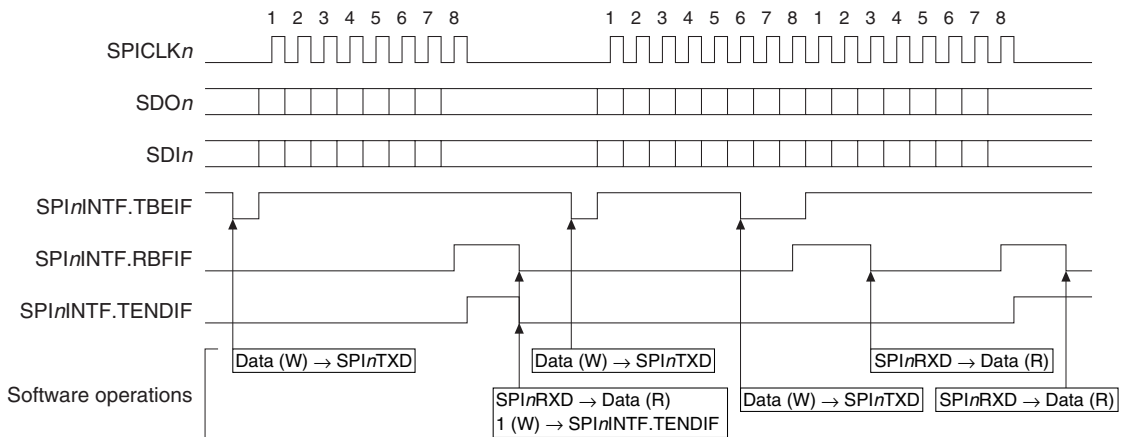 1 2 3 4 5 6 7 8 1 2 3 4 5 6 7 8 1 2 3 4 5 6 7 8
SPICLKn
SDOn
SDIn
SPInINTF.TBEIF
SPInINTF.RBFIF
SPInINTF.TENDIF
Software operations
Data (W) → SPInTXD
SPInRXD → Data (R)
1 (W) → SPInINTF.TENDIF
Data (W) → SPInTXD
Data (W) → SPInTXD
SPInRXD → Data (R)
SPInRXD → Data (R)